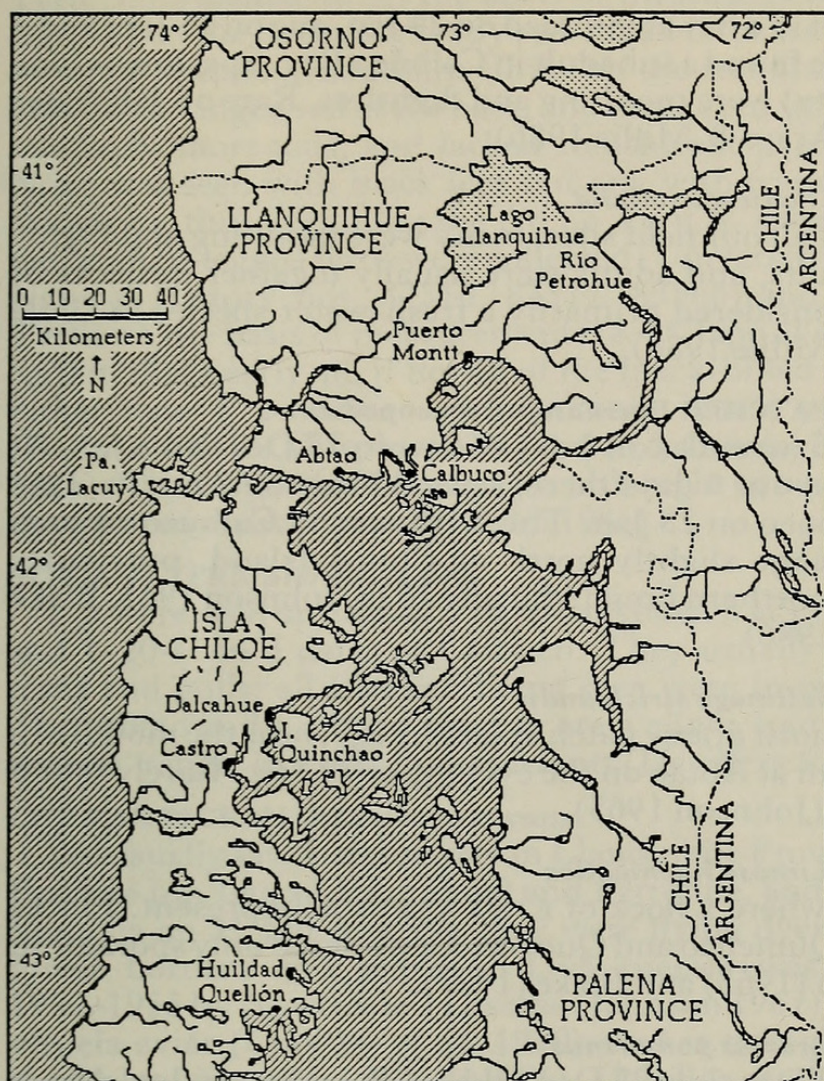 74°
73°
72°
OSORNO
PROVINCE
41°
LLANQUIHUE
PROVINCE
Lago
Llanquihue
Río
Petrohue
CHILE
ARGENTINA
0 10 20 30 40
Kilometers
N
Puerto
Montt
Pa.
Lacuy
Abtao
Calbuco
42°
ISLA
CHILOE
Dalcahue
I.
Quinchao
Castro
CHILE
ARGENTINA
43°
Huildad
Quellón
PALENA
PROVINCE